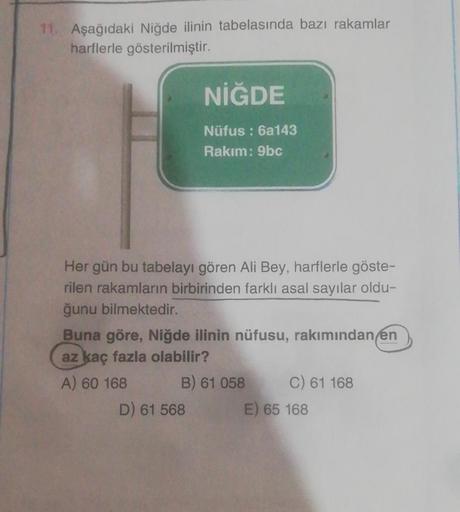 11. Aşağıdaki Niğde ilinin tabelasında bazı rakamlar
harflerle gösterilmiştir.
NİĞDE
Nüfus : 6a143
Rakım: 9bc
Her gün bu tabelayı gören Ali Bey, harflerle göste-
rilen rakamların birbirinden farklı asal sayılar oldu-
ğunu bilmektedir.
Buna göre, Niğde ilinin nüfusu, rakımından en
az kaç fazla olabilir?
A) 60 168 B) 61 058 C) 61 168
D) 61 568 E) 65 168